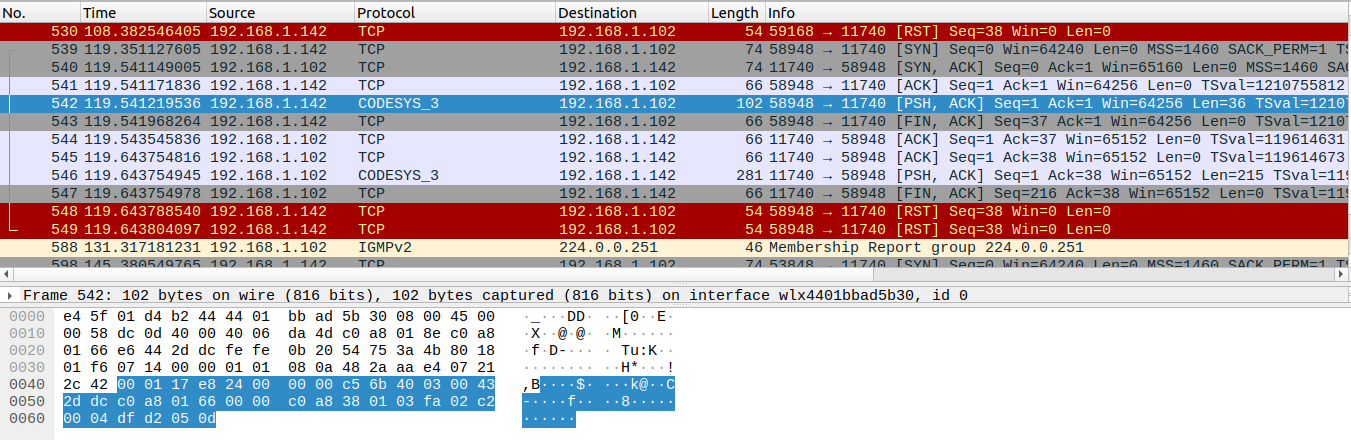 No. Time Source Protocol Destination Length Info
530 108.382546405 192.168.1.142 TCP 192.168.1.102 54 59168 → 11740 [RST] Seq=38 Win=0 Len=0
539 119.351127605 192.168.1.142 TCP 192.168.1.102 74 58948 → 11740 [SYN] Seq=0 Win=64240 Len=0 MSS=1460 SACK_PERM=1 TS
540 119.541149005 192.168.1.102 TCP 192.168.1.142 74 11740 → 58948 [SYN, ACK] Seq=0 Ack=1 Win=65160 Len=0 MSS=1460 SAC
541 119.541171836 192.168.1.142 TCP 192.168.1.102 66 58948 → 11740 [ACK] Seq=1 Ack=1 Win=64256 Len=0 TSval=1210755812
542 119.541219536 192.168.1.142 CODESYS_3 192.168.1.102 102 58948 → 11740 [PSH, ACK] Seq=1 Ack=1 Win=64256 Len=36 TSval=12107
543 119.541968264 192.168.1.142 TCP 192.168.1.102 66 58948 → 11740 [FIN, ACK] Seq=37 Ack=1 Win=64256 Len=0 TSval=12107
544 119.543545836 192.168.1.102 TCP 192.168.1.142 66 11740 → 58948 [ACK] Seq=1 Ack=37 Win=65152 Len=0 TSval=119614631
545 119.643754816 192.168.1.102 TCP 192.168.1.142 66 11740 → 58948 [ACK] Seq=1 Ack=38 Win=65152 Len=0 TSval=119614673
546 119.643754945 192.168.1.102 CODESYS_3 192.168.1.142 281 11740 → 58948 [PSH, ACK] Seq=1 Ack=38 Win=65152 Len=215 TSval=119
547 119.643754978 192.168.1.102 TCP 192.168.1.142 66 11740 → 58948 [FIN, ACK] Seq=216 Ack=38 Win=65152 Len=0 TSval=119
548 119.643788540 192.168.1.142 TCP 192.168.1.102 54 58948 → 11740 [RST] Seq=38 Win=0 Len=0
549 119.643804097 192.168.1.142 TCP 192.168.1.102 54 58948 → 11740 [RST] Seq=38 Win=0 Len=0
588 131.317181231 192.168.1.102 IGMPv2 224.0.0.251 46 Membership Report group 224.0.0.251
598 145.380549765 192.168.1.142 TCP 192.168.1.102 74 53848 → 11740 [SYN] Seq=0 Win=64240 Len=0 MSS=1460 SACK_PERM=1 TS
Frame 542: 102 bytes on wire (816 bits), 102 bytes captured (816 bits) on interface wlx4401bbad5b30, id 0
0000 e4 5f 01 d4 b2 44 44 01 bb ad 5b 30 08 00 45 00 ·_···DD· ··[0··E·
0010 00 58 dc 0d 40 00 40 06 da 4d c0 a8 01 8e c0 a8 ·X··@·@· ·M······
0020 01 66 e6 44 2d dc fe fe 0b 20 54 75 3a 4b 80 18 ·f·D-··· · Tu:K··
0030 01 f6 07 14 00 00 01 01 08 0a 48 2a aa e4 07 21 ········ ··H*···!
0040 2c 42 00 01 17 e8 24 00 00 00 c5 6b 40 03 00 43 ,B····$· ···k@··C
0050 2d dc c0 a8 01 66 00 00 c0 a8 38 01 03 fa 02 c2 -····f·· ··8·····
0060 00 04 df d2 05 0d ······